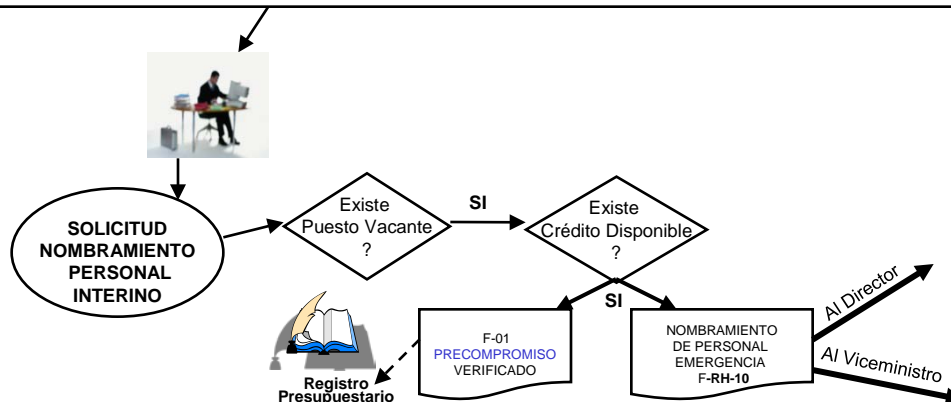 SOLICITUD
NOMBRAMIENTO
PERSONAL
INTERINO
Existe
Puesto Vacante
?
SI
Existe
Crédito Disponible
?
SI
Registro
Presupuestario
F-01
PRECOMPROMISO
VERIFICADO
NOMBRAMIENTO
DE PERSONAL
EMERGENCIA
F-RH-10
Al Director
Al Viceministro